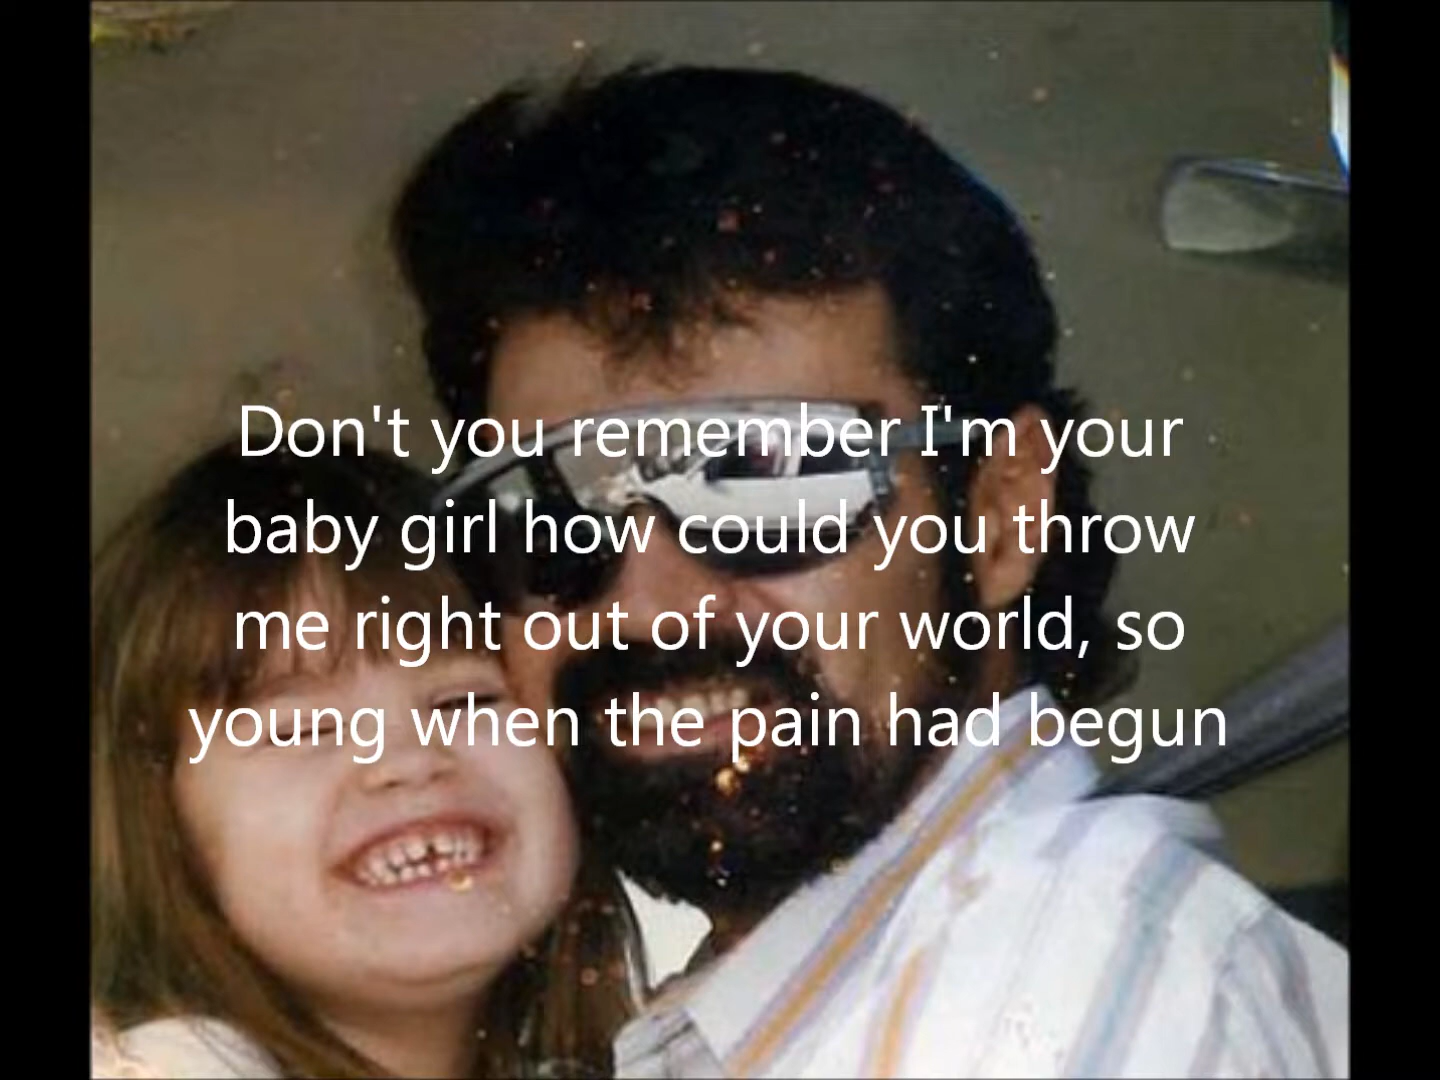 Don't you remember I'm your
baby girl how could you throw
me right out of your world, so
young when the pain had begun